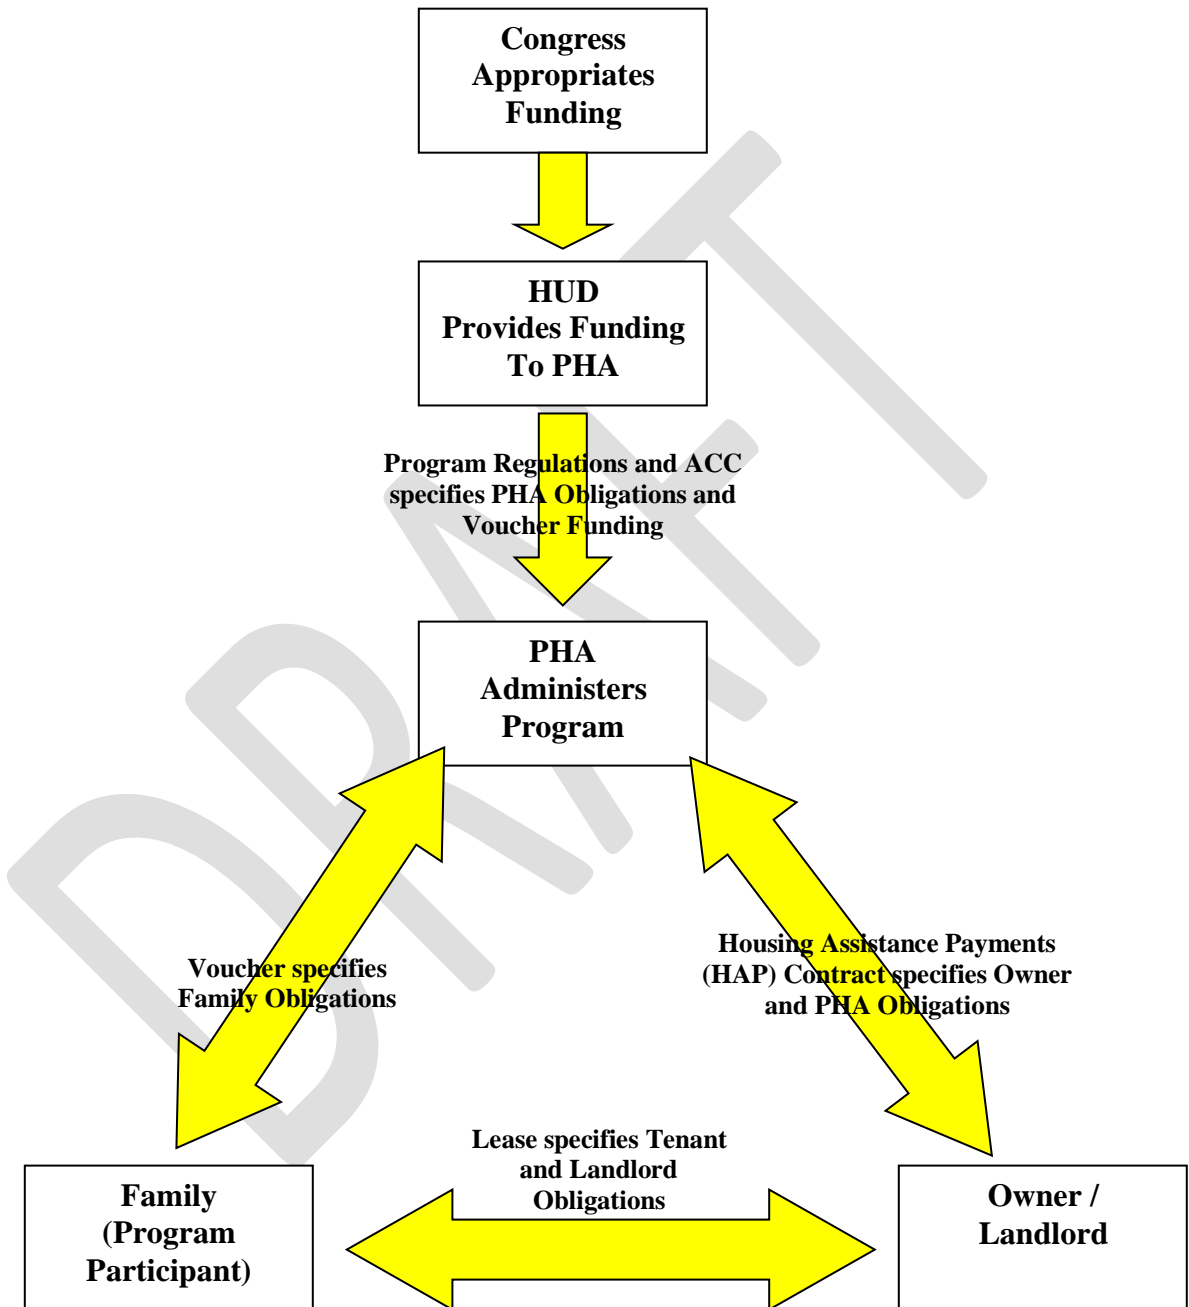 Congress
Appropriates
Funding
HUD
Provides Funding
To PHA
Program Regulations and ACC
specifies PHA Obligations and
Voucher Funding
PHA
Administers
Program
Voucher specifies
Family Obligations
Housing Assistance Payments
(HAP) Contract specifies Owner
and PHA Obligations
Lease specifies Tenant
and Landlord
Obligations
Family
(Program
Participant)
Owner /
Landlord
DRAFT